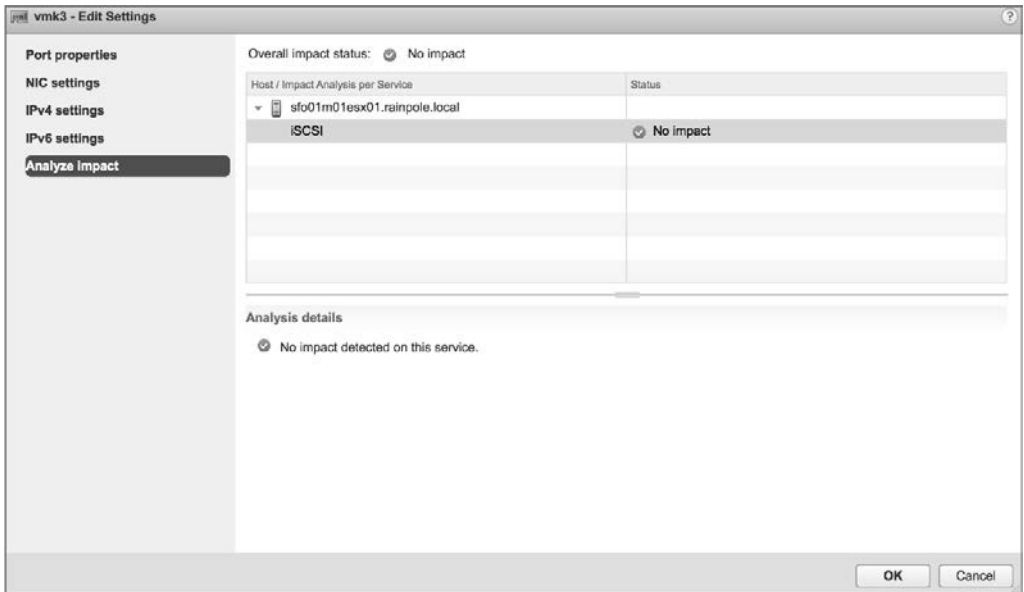 vmk3 - Edit Settings
?
Port properties
NIC settings
IPv4 settings
IPv6 settings
Analyze impact
Overall impact status: No impact
Host / Impact Analysis per Service Status
sfo01m01esx01.rainpole.local
iSCSI No impact
Analysis details
No impact detected on this service.
OK Cancel